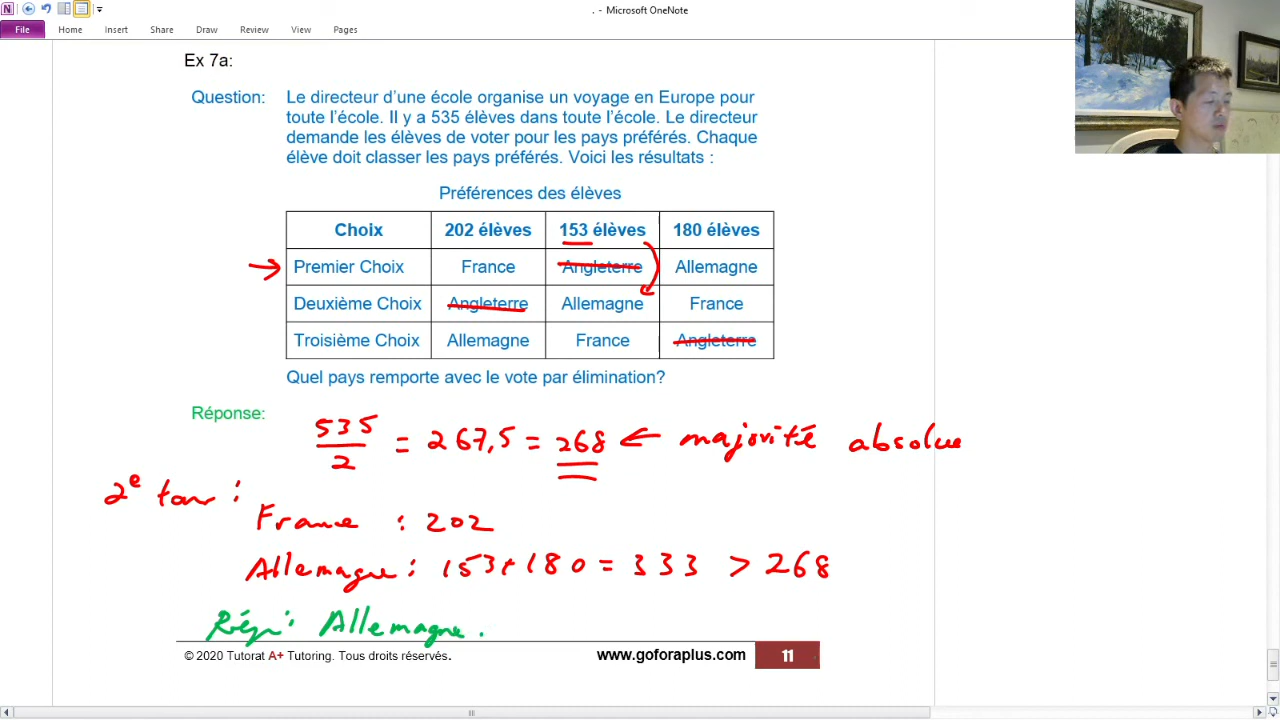 . - Microsoft OneNote
File Home Insert Share Draw Review View Pages
Ex 7a:
Question: Le directeur d'une école organise un voyage en Europe pour
toute l'école. Il y a 535 élèves dans toute l'école. Le directeur
demande les élèves de voter pour les pays préférés. Chaque
élève doit classer les pays préférés. Voici les résultats :
Préférences des élèves
Choix 202 élèves 153 élèves 180 élèves
Premier Choix France Angleterre Allemagne
Deuxième Choix Angleterre Allemagne France
Troisième Choix Allemagne France Angleterre
Quel pays remporte avec le vote par élimination?
Réponse:
535/2 = 267,5 = 268 ← majorité absolue
2e tour :
France : 202
Allemagne : 153 + 180 = 333 > 268
Rép: Allemagne.
© 2020 Tutorat A+ Tutoring. Tous droits réservés. www.goforaplus.com 11